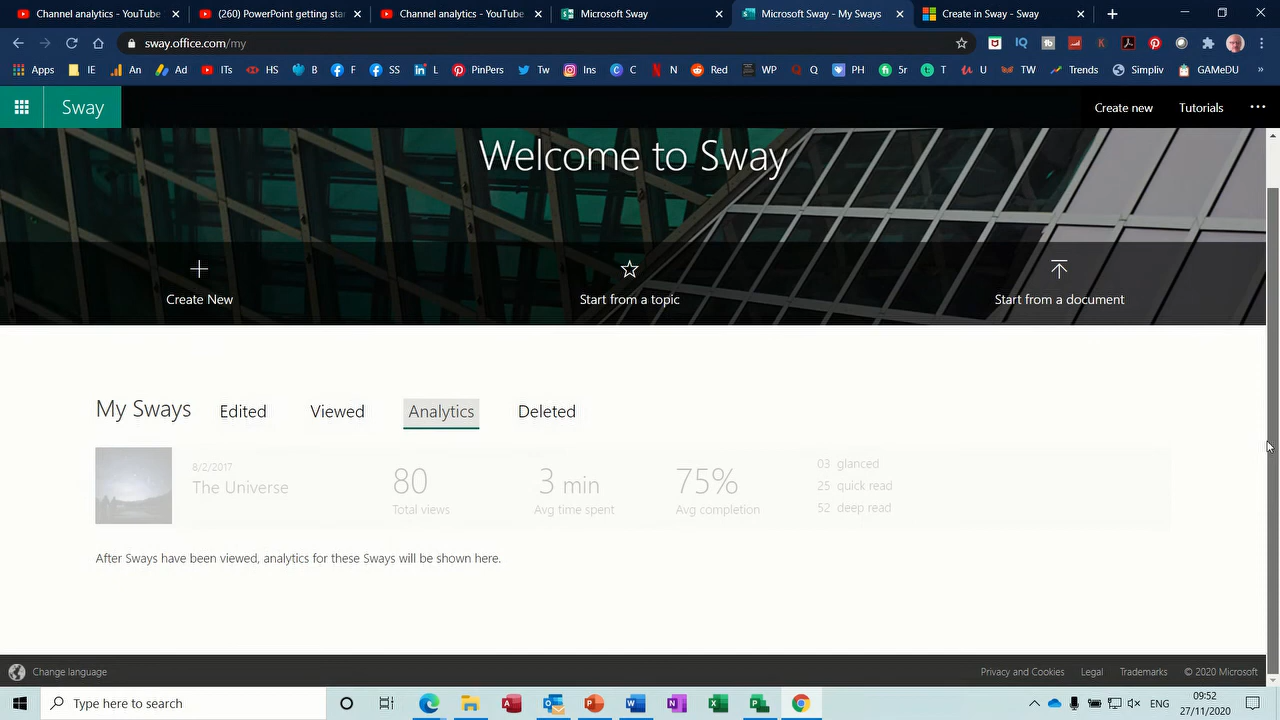 Channel analytics - YouTube
(260) PowerPoint getting sta
Channel analytics - YouTube
Microsoft Sway
Microsoft Sway - My Sways
Create in Sway - Sway
sway.office.com/my
Apps
IE
An
Ad
ITs
HS
B
F
SS
L
PinPers
Tw
Ins
C
N
Red
WP
Q
PH
5r
T
U
TW
Trends
Simpliv
GAMeDU
»
Sway
Create new
Tutorials
Welcome to Sway
Create New
Start from a topic
Start from a document
My Sways
Edited
Viewed
Analytics
Deleted
8/2/2017
The Universe
80
Total views
3 min
Avg time spent
75%
Avg completion
03 glanced
25 quick read
52 deep read
After Sways have been viewed, analytics for these Sways will be shown here.
Change language
Privacy and Cookies
Legal
Trademarks
© 2020 Microsoft
Type here to search
ENG
09:52
27/11/2020